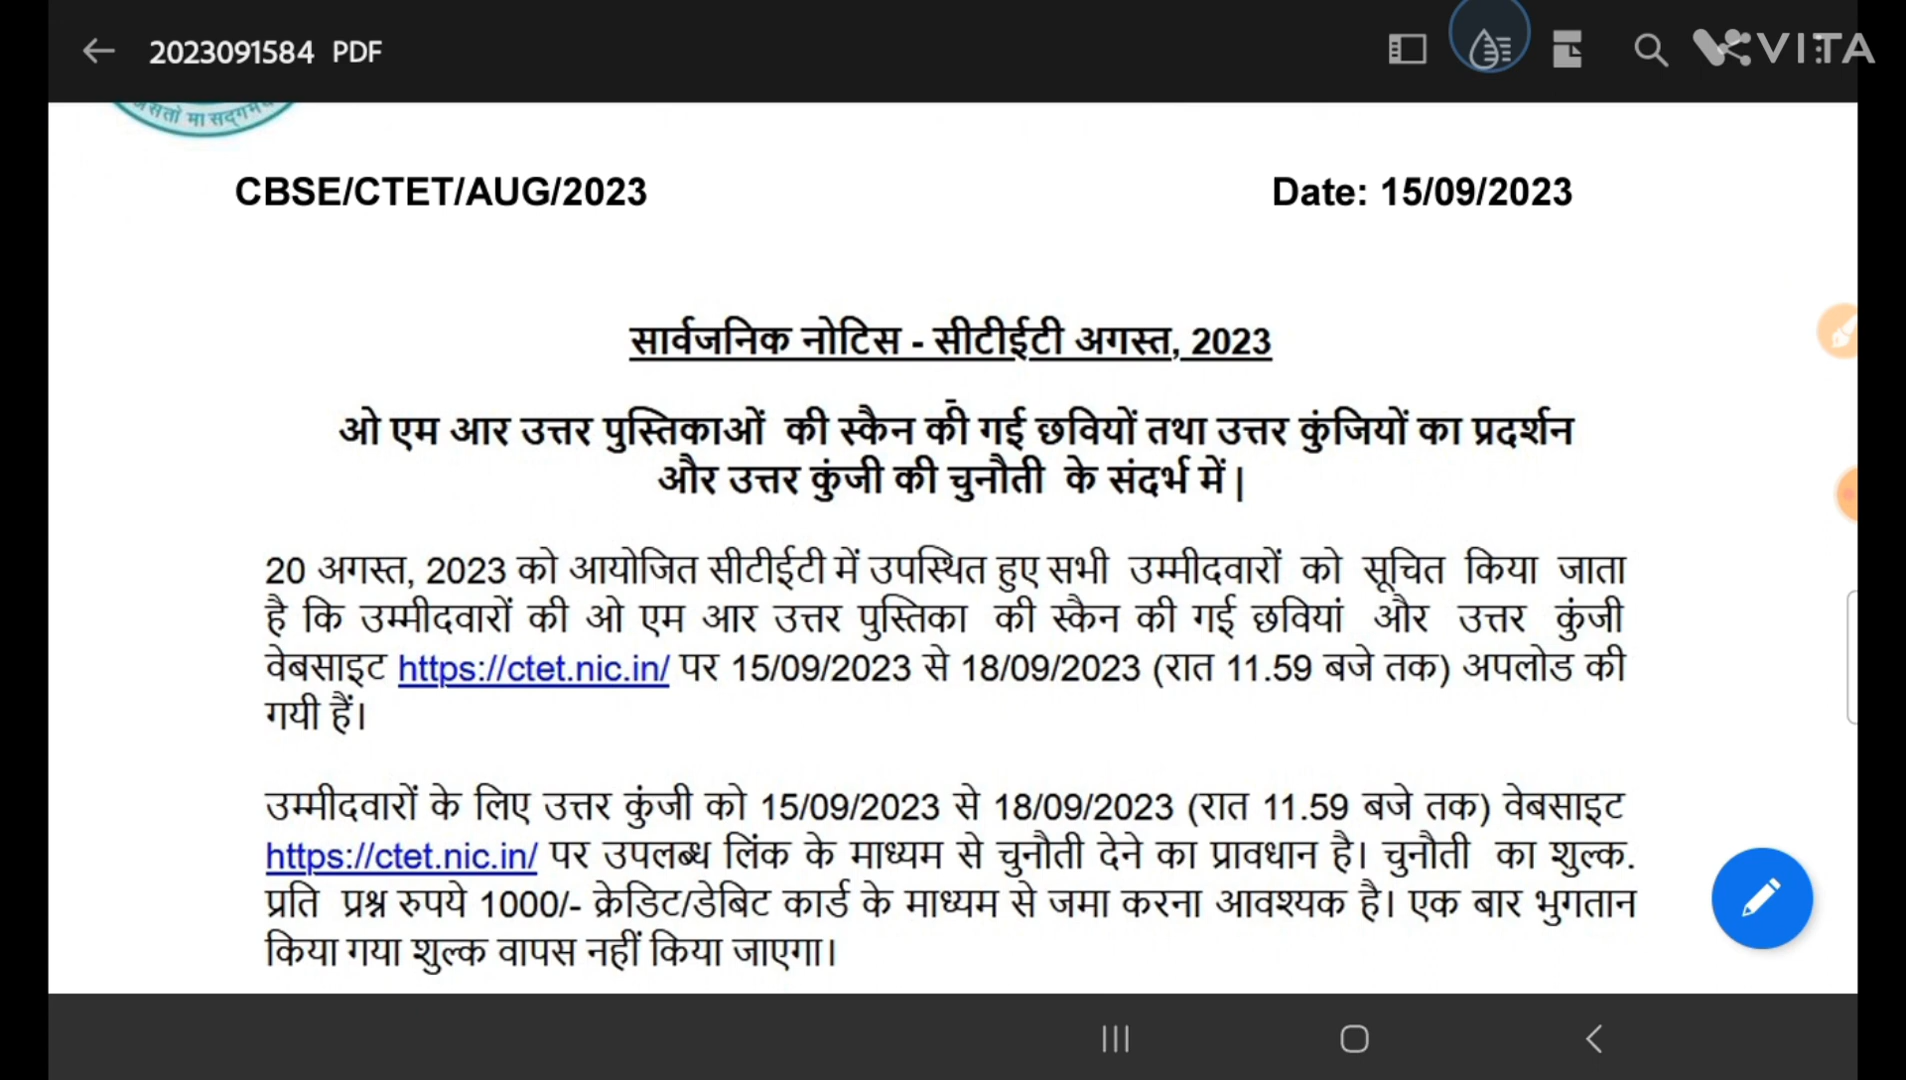 2023091584 PDF
VITA
असतो मा सद्गमय
CBSE/CTET/AUG/2023 Date: 15/09/2023
सार्वजनिक नोटिस - सीटीईटी अगस्त, 2023
ओ एम आर उत्तर पुस्तिकाओं की स्कैन की गई छवियों तथा उत्तर कुंजियों का प्रदर्शन
और उत्तर कुंजी की चुनौती के संदर्भ में|
20 अगस्त, 2023 को आयोजित सीटीईटी में उपस्थित हुए सभी उम्मीदवारों को सूचित किया जाता
है कि उम्मीदवारों की ओ एम आर उत्तर पुस्तिका की स्कैन की गई छवियां और उत्तर कुंजी
वेबसाइट https://ctet.nic.in/ पर 15/09/2023 से 18/09/2023 (रात 11.59 बजे तक) अपलोड की
गयी हैं।
उम्मीदवारों के लिए उत्तर कुंजी को 15/09/2023 से 18/09/2023 (रात 11.59 बजे तक) वेबसाइट
https://ctet.nic.in/ पर उपलब्ध लिंक के माध्यम से चुनौती देने का प्रावधान है। चुनौती का शुल्क.
प्रति प्रश्न रुपये 1000/- क्रेडिट/डेबिट कार्ड के माध्यम से जमा करना आवश्यक है। एक बार भुगतान
किया गया शुल्क वापस नहीं किया जाएगा।